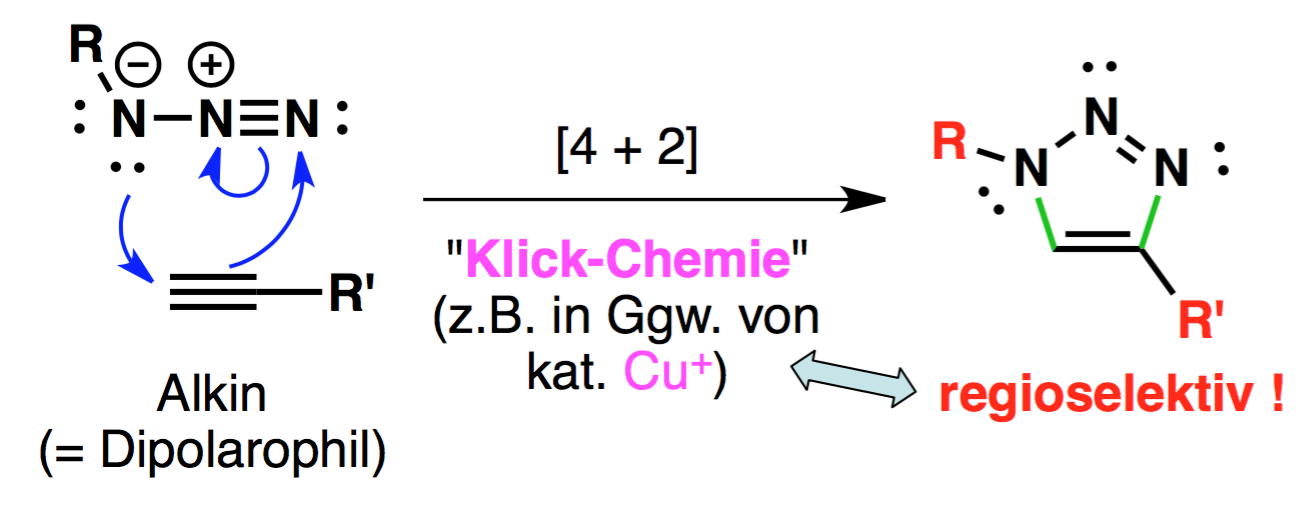 R ⊖ ⊕
:N̈–N≡N:
≡–R'
Alkin
(= Dipolarophil)
[4 + 2]
"Klick-Chemie"
(z.B. in Ggw. von
kat. Cu⁺)
R N N N
R'
regioselektiv !